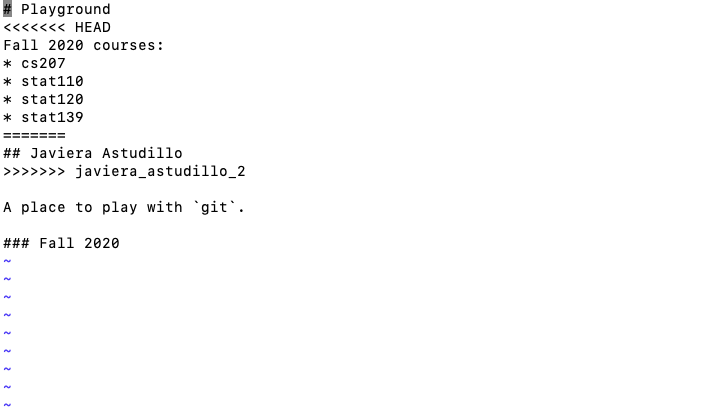 # Playground
<<<<<<< HEAD
Fall 2020 courses:
* cs207
* stat110
* stat120
* stat139
=======
## Javiera Astudillo
>>>>>>> javiera_astudillo_2

A place to play with `git`.

### Fall 2020
~
~
~
~
~
~
~
~
~